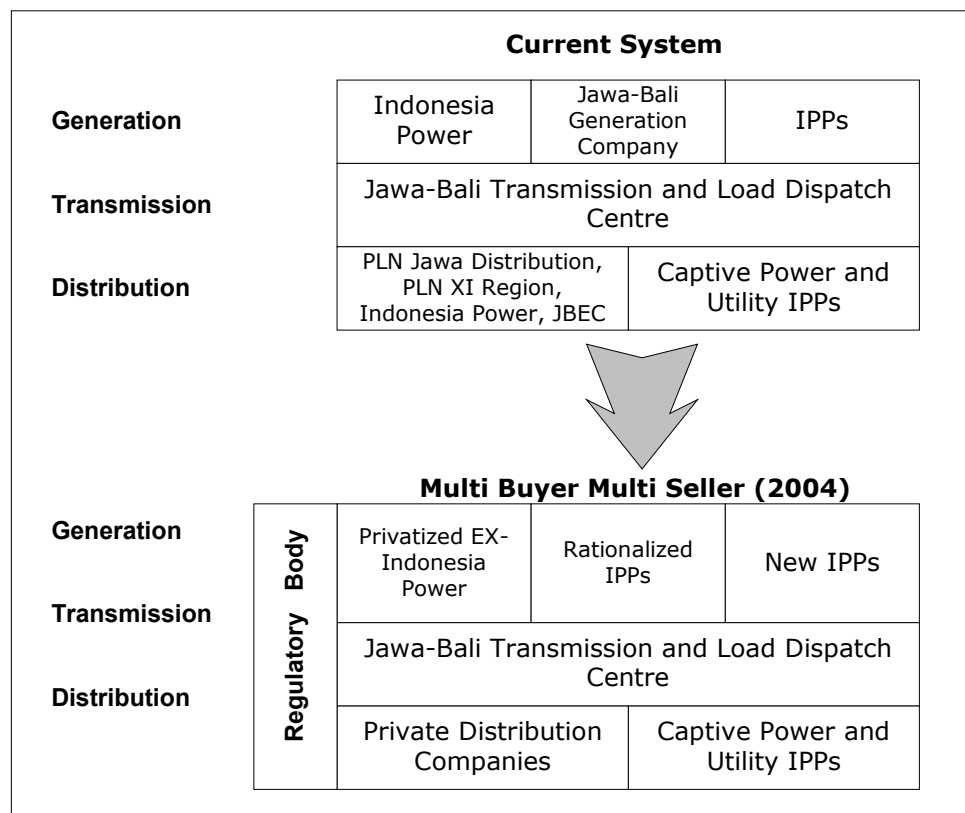 Current System
Generation
Indonesia
Power
Jawa-Bali
Generation
Company
IPPs
Transmission
Jawa-Bali Transmission and Load Dispatch
Centre
Distribution
PLN Jawa Distribution,
PLN XI Region,
Indonesia Power, JBEC
Captive Power and
Utility IPPs
Multi Buyer Multi Seller (2004)
Generation
Transmission
Distribution
Regulatory Body
Privatized EX-
Indonesia
Power
Rationalized
IPPs
New IPPs
Jawa-Bali Transmission and Load Dispatch
Centre
Private Distribution
Companies
Captive Power and
Utility IPPs